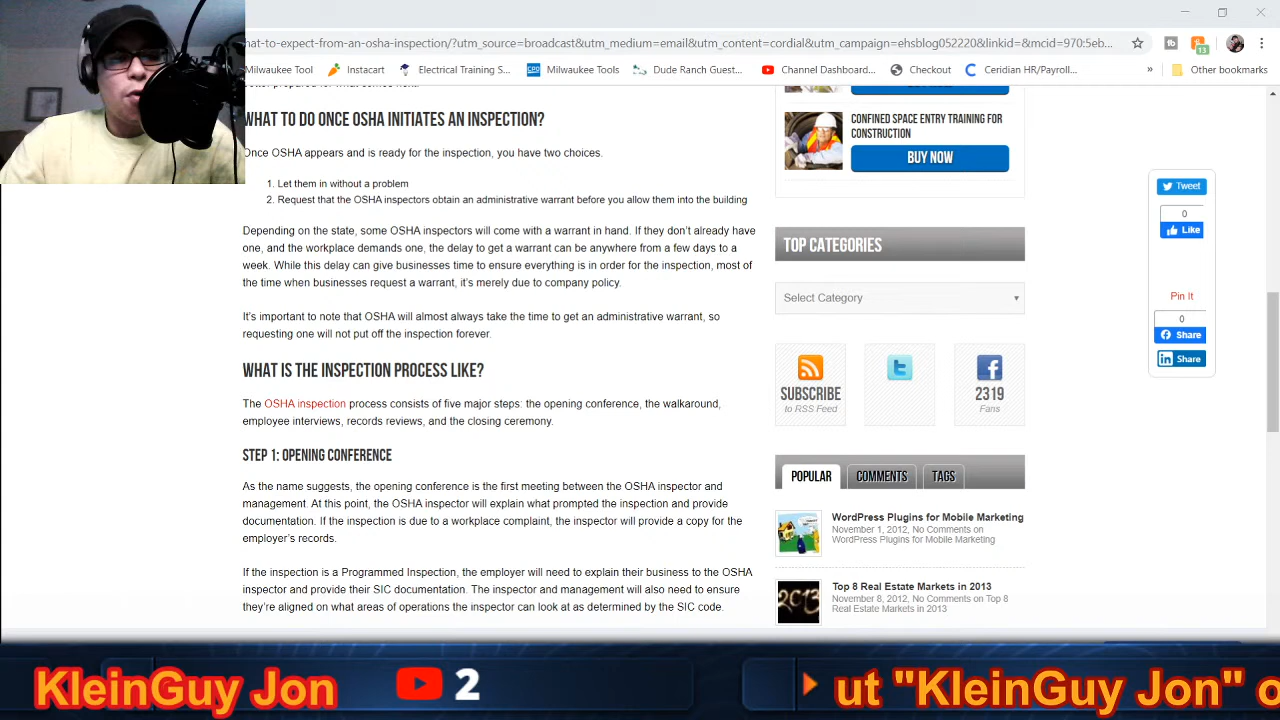 hat-to-expect-from-an-osha-inspection/?utm_source=broadcast&utm_medium=email&utm_content=cordial&utm_campaign=ehsblog052220&linkid=&mcid=970:5eb...
13
Milwaukee Tool
Instacart
Electrical Training S...
CPO
Milwaukee Tools
Dude Ranch Guest...
Channel Dashboard...
Checkout
Ceridian HR/Payroll...
»
Other bookmarks
WHAT TO DO ONCE OSHA INITIATES AN INSPECTION?
Once OSHA appears and is ready for the inspection, you have two choices.
1. Let them in without a problem
2. Request that the OSHA inspectors obtain an administrative warrant before you allow them into the building
Depending on the state, some OSHA inspectors will come with a warrant in hand. If they don't already have
one, and the workplace demands one, the delay to get a warrant can be anywhere from a few days to a
week. While this delay can give businesses time to ensure everything is in order for the inspection, most of
the time when businesses request a warrant, it's merely due to company policy.
It's important to note that OSHA will almost always take the time to get an administrative warrant, so
requesting one will not put off the inspection forever.
WHAT IS THE INSPECTION PROCESS LIKE?
The OSHA inspection process consists of five major steps: the opening conference, the walkaround,
employee interviews, records reviews, and the closing ceremony.
STEP 1: OPENING CONFERENCE
As the name suggests, the opening conference is the first meeting between the OSHA inspector and
management. At this point, the OSHA inspector will explain what prompted the inspection and provide
documentation. If the inspection is due to a workplace complaint, the inspector will provide a copy for the
employer's records.
If the inspection is a Programmed Inspection, the employer will need to explain their business to the OSHA
inspector and provide their SIC documentation. The inspector and management will also need to ensure
they're aligned on what areas of operations the inspector can look at as determined by the SIC code.
CONFINED SPACE ENTRY TRAINING FOR
CONSTRUCTION
BUY NOW
TOP CATEGORIES
Select Category
SUBSCRIBE
to RSS Feed
2319
Fans
POPULAR
COMMENTS
TAGS
WordPress Plugins for Mobile Marketing
November 1, 2012, No Comments on
WordPress Plugins for Mobile Marketing
2013
Top 8 Real Estate Markets in 2013
November 8, 2012, No Comments on Top 8
Real Estate Markets in 2013
Tweet
0
Like
Pin It
0
Share
Share
KleinGuy Jon
2
ut "KleinGuy Jon" o